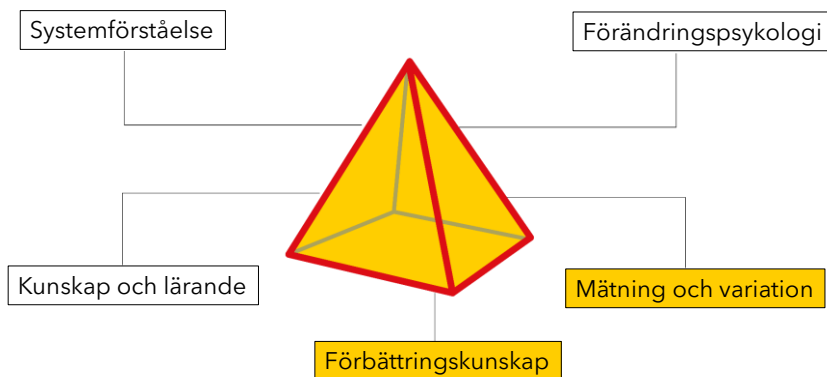 Systemförståelse
Förändringspsykologi
Kunskap och lärande
Mätning och variation
Förbättringskunskap